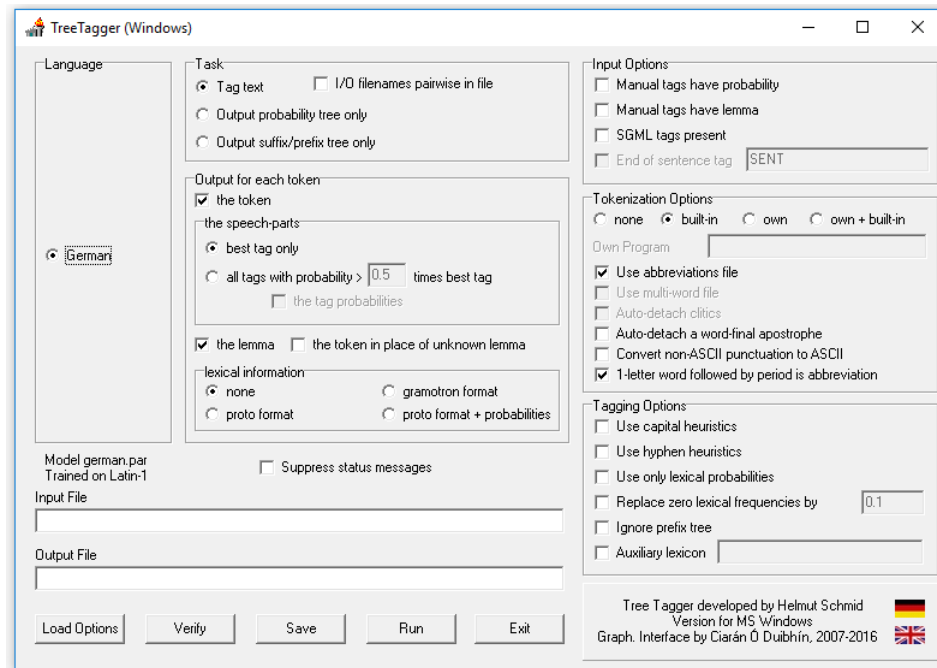 TreeTagger (Windows)
Language
German
Model german.par
Trained on Latin-1
Task
Tag text
I/O filenames pairwise in file
Output probability tree only
Output suffix/prefix tree only
Output for each token
the token
the speech-parts
best tag only
all tags with probability > 0.5 times best tag
the tag probabilities
the lemma
the token in place of unknown lemma
lexical information
none
gramotron format
proto format
proto format + probabilities
Suppress status messages
Input File
Output File
Load Options
Verify
Save
Run
Exit
Input Options
Manual tags have probability
Manual tags have lemma
SGML tags present
End of sentence tag SENT
Tokenization Options
none built-in own own + built-in
Own Program
Use abbreviations file
Use multi-word file
Auto-detach clitics
Auto-detach a word-final apostrophe
Convert non-ASCII punctuation to ASCII
1-letter word followed by period is abbreviation
Tagging Options
Use capital heuristics
Use hyphen heuristics
Use only lexical probabilities
Replace zero lexical frequencies by 0.1
Ignore prefix tree
Auxiliary lexicon
Tree Tagger developed by Helmut Schmid
Version for MS Windows
Graph. Interface by Ciarán Ó Duibhín, 2007-2016